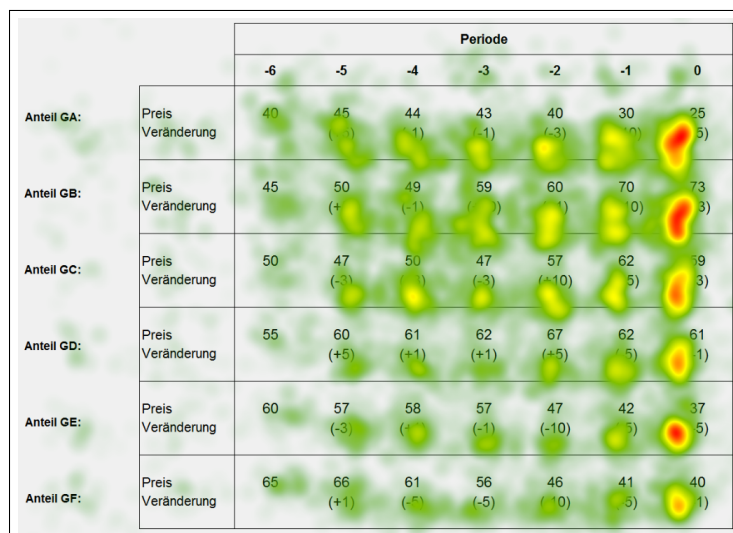 Periode
-6 -5 -4 -3 -2 -1 0
Anteil GA:
Preis 40 45 44 43 40 30 25
Veränderung (-1) (-3)
Anteil GB:
Preis 45 50 49 59 60 70 73
Veränderung (-1)
Anteil GC:
Preis 50 47 50 47 57 62 59
Veränderung (-3) (-3) (+10)
Anteil GD:
Preis 55 60 61 62 67 62 61
Veränderung (+5) (+1) (+1) (+5) (-5)
Anteil GE:
Preis 60 57 58 57 47 42 37
Veränderung (-3) (-1) (-10)
Anteil GF:
Preis 65 66 61 56 46 41 40
Veränderung (+1) (-5) (-5) (-5)